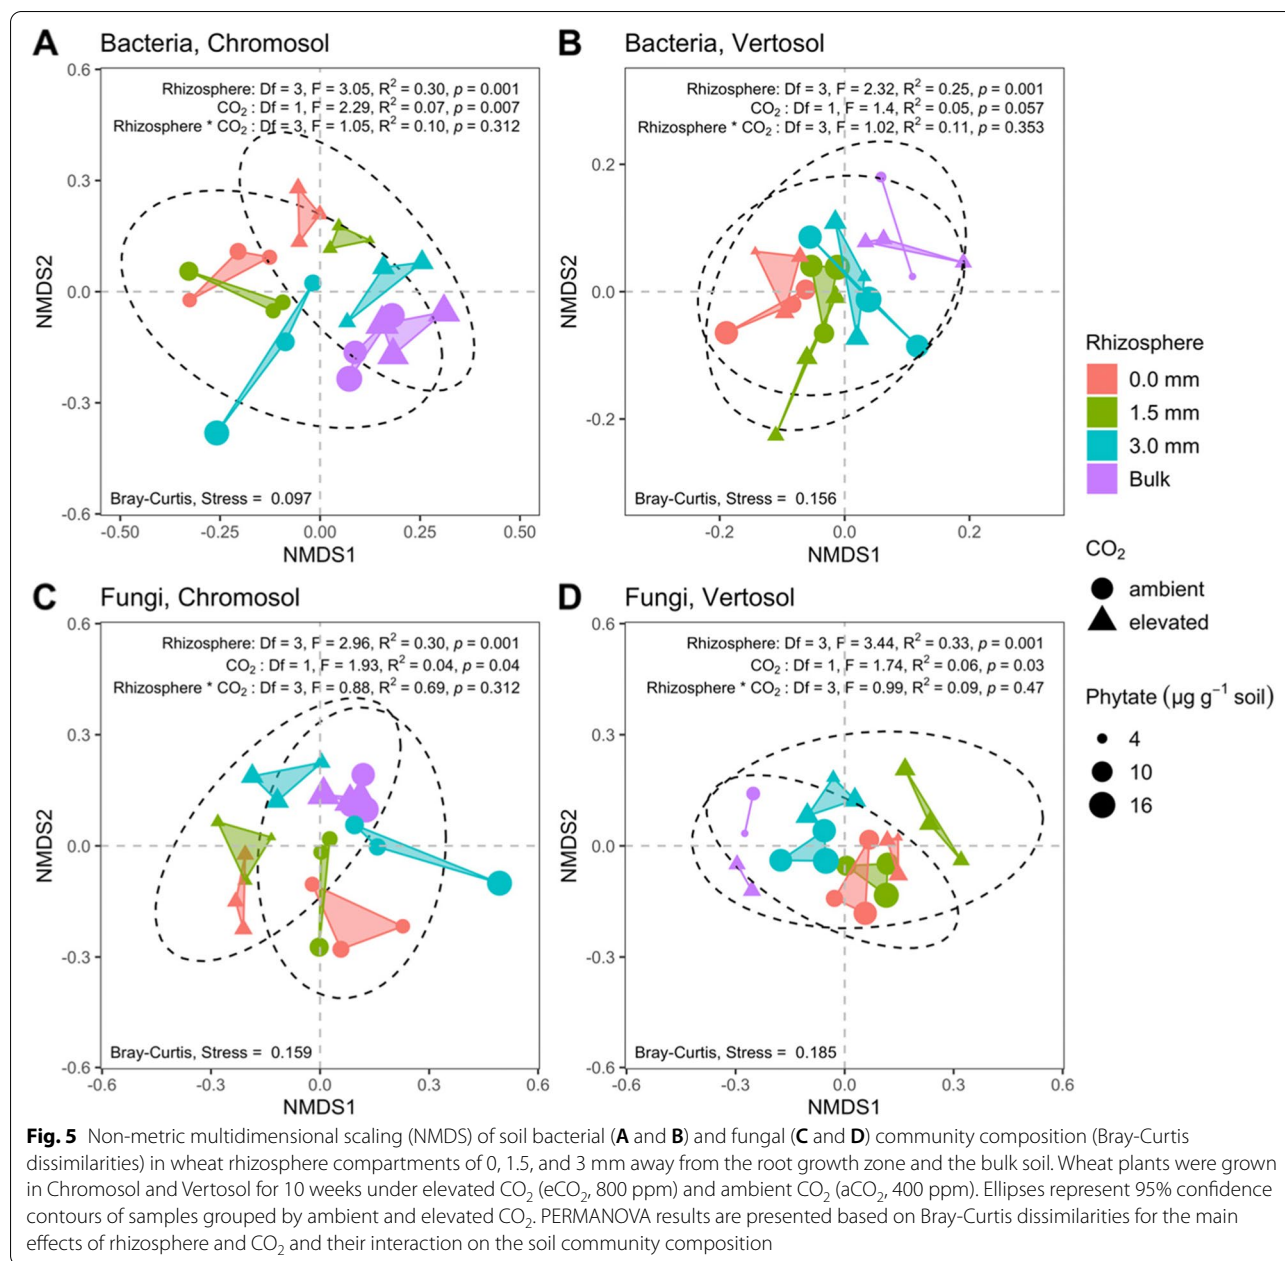 A Bacteria, Chromosol
Rhizosphere: Df = 3, F = 3.05, R² = 0.30, p = 0.001
CO₂ : Df = 1, F = 2.29, R² = 0.07, p = 0.007
Rhizosphere * CO₂ : Df = 3, F = 1.05, R² = 0.10, p = 0.312
0.6
0.3
0.0
-0.3
-0.6
NMDS2
Bray-Curtis, Stress = 0.097
-0.50 -0.25 0.00 0.25 0.50
NMDS1
B Bacteria, Vertosol
Rhizosphere: Df = 3, F = 2.32, R² = 0.25, p = 0.001
CO₂ : Df = 1, F = 1.4, R² = 0.05, p = 0.057
Rhizosphere * CO₂ : Df = 3, F = 1.02, R² = 0.11, p = 0.353
0.2
0.0
-0.2
NMDS2
Bray-Curtis, Stress = 0.156
-0.2 0.0 0.2
NMDS1
C Fungi, Chromosol
Rhizosphere: Df = 3, F = 2.96, R² = 0.30, p = 0.001
CO₂ : Df = 1, F = 1.93, R² = 0.04, p = 0.04
Rhizosphere * CO₂ : Df = 3, F = 0.88, R² = 0.69, p = 0.312
0.6
0.3
0.0
-0.3
-0.6
NMDS2
Bray-Curtis, Stress = 0.159
-0.6 -0.3 0.0 0.3 0.6
NMDS1
D Fungi, Vertosol
Rhizosphere: Df = 3, F = 3.44, R² = 0.33, p = 0.001
CO₂ : Df = 1, F = 1.74, R² = 0.06, p = 0.03
Rhizosphere * CO₂ : Df = 3, F = 0.99, R² = 0.09, p = 0.47
0.6
0.3
0.0
-0.3
-0.6
NMDS2
Bray-Curtis, Stress = 0.185
-0.6 -0.3 0.0 0.3 0.6
NMDS1
Rhizosphere
0.0 mm
1.5 mm
3.0 mm
Bulk
CO₂
ambient
elevated
Phytate (µg g⁻¹ soil)
4
10
16
Fig. 5 Non-metric multidimensional scaling (NMDS) of soil bacterial (A and B) and fungal (C and D) community composition (Bray-Curtis
dissimilarities) in wheat rhizosphere compartments of 0, 1.5, and 3 mm away from the root growth zone and the bulk soil. Wheat plants were grown
in Chromosol and Vertosol for 10 weeks under elevated CO₂ (eCO₂, 800 ppm) and ambient CO₂ (aCO₂, 400 ppm). Ellipses represent 95% confidence
contours of samples grouped by ambient and elevated CO₂. PERMANOVA results are presented based on Bray-Curtis dissimilarities for the main
effects of rhizosphere and CO₂ and their interaction on the soil community composition